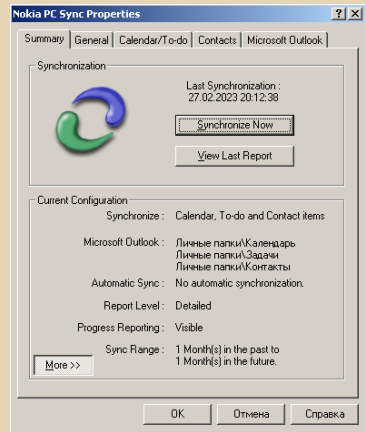 Nokia PC Sync Properties
Summary General Calendar/To-do Contacts Microsoft Outlook
Synchronization
Last Synchronization :
27.02.2023 20:12:38
Synchronize Now
View Last Report
Current Configuration
Synchronize : Calendar, To-do and Contact items
Microsoft Outlook : Личные папки\Календарь
Личные папки\Задачи
Личные папки\Контакты
Automatic Sync : No automatic synchronization.
Report Level : Detailed
Progress Reporting : Visible
Sync Range : 1 Month(s) in the past to
1 Month(s) in the future.
More >>
OK Отмена Справка